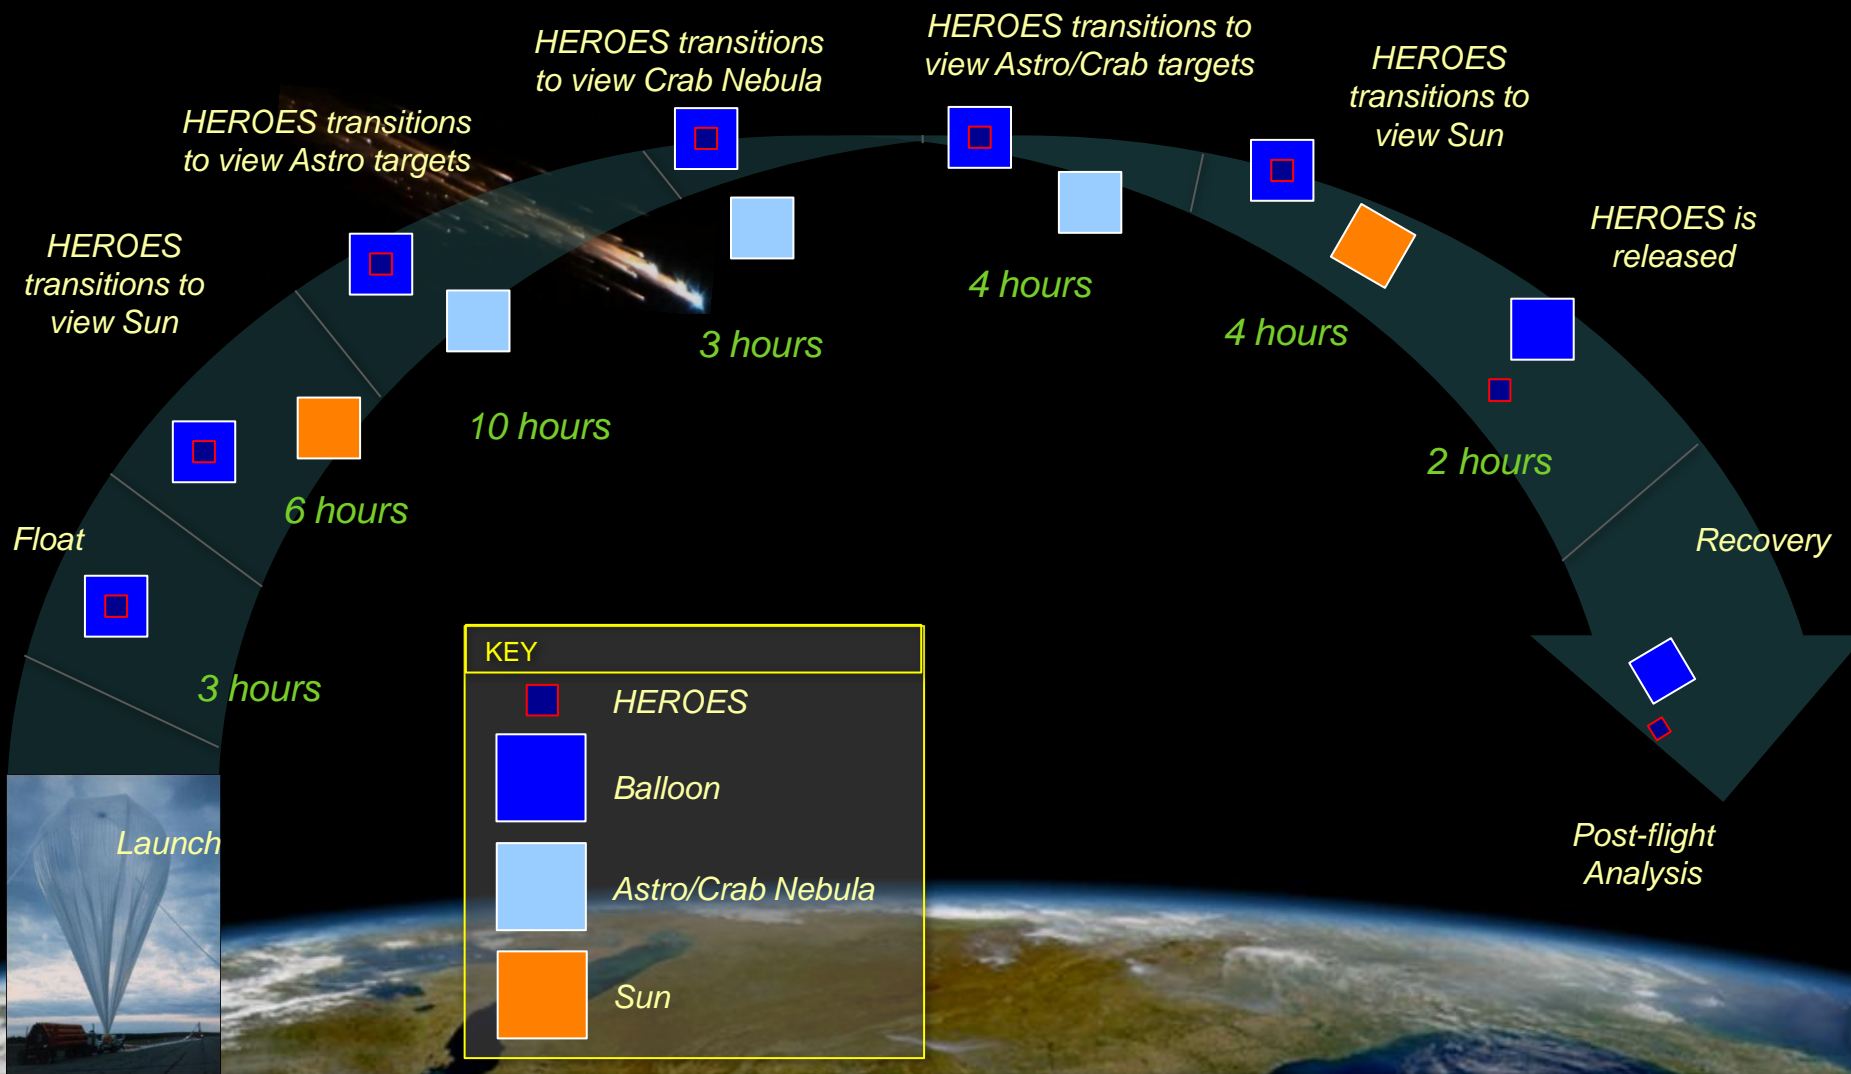 Launch
3 hours
Float
6 hours
HEROES
transitions to
view Sun
10 hours
HEROES transitions
to view Astro targets
3 hours
HEROES transitions
to view Crab Nebula
4 hours
HEROES transitions to
view Astro/Crab targets
4 hours
HEROES
transitions to
view Sun
2 hours
HEROES is
released
Recovery
Post-flight
Analysis
KEY
HEROES
Balloon
Astro/Crab Nebula
Sun